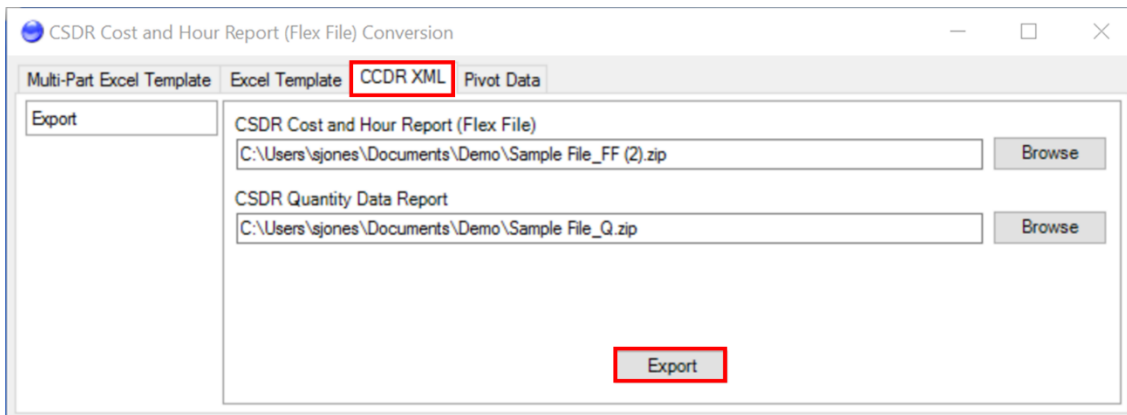 CSDR Cost and Hour Report (Flex File) Conversion
Multi-Part Excel Template Excel Template CCDR XML Pivot Data
Export
CSDR Cost and Hour Report (Flex File)
C:\Users\sjones\Documents\Demo\Sample File_FF (2).zip Browse
CSDR Quantity Data Report
C:\Users\sjones\Documents\Demo\Sample File_Q.zip Browse
Export